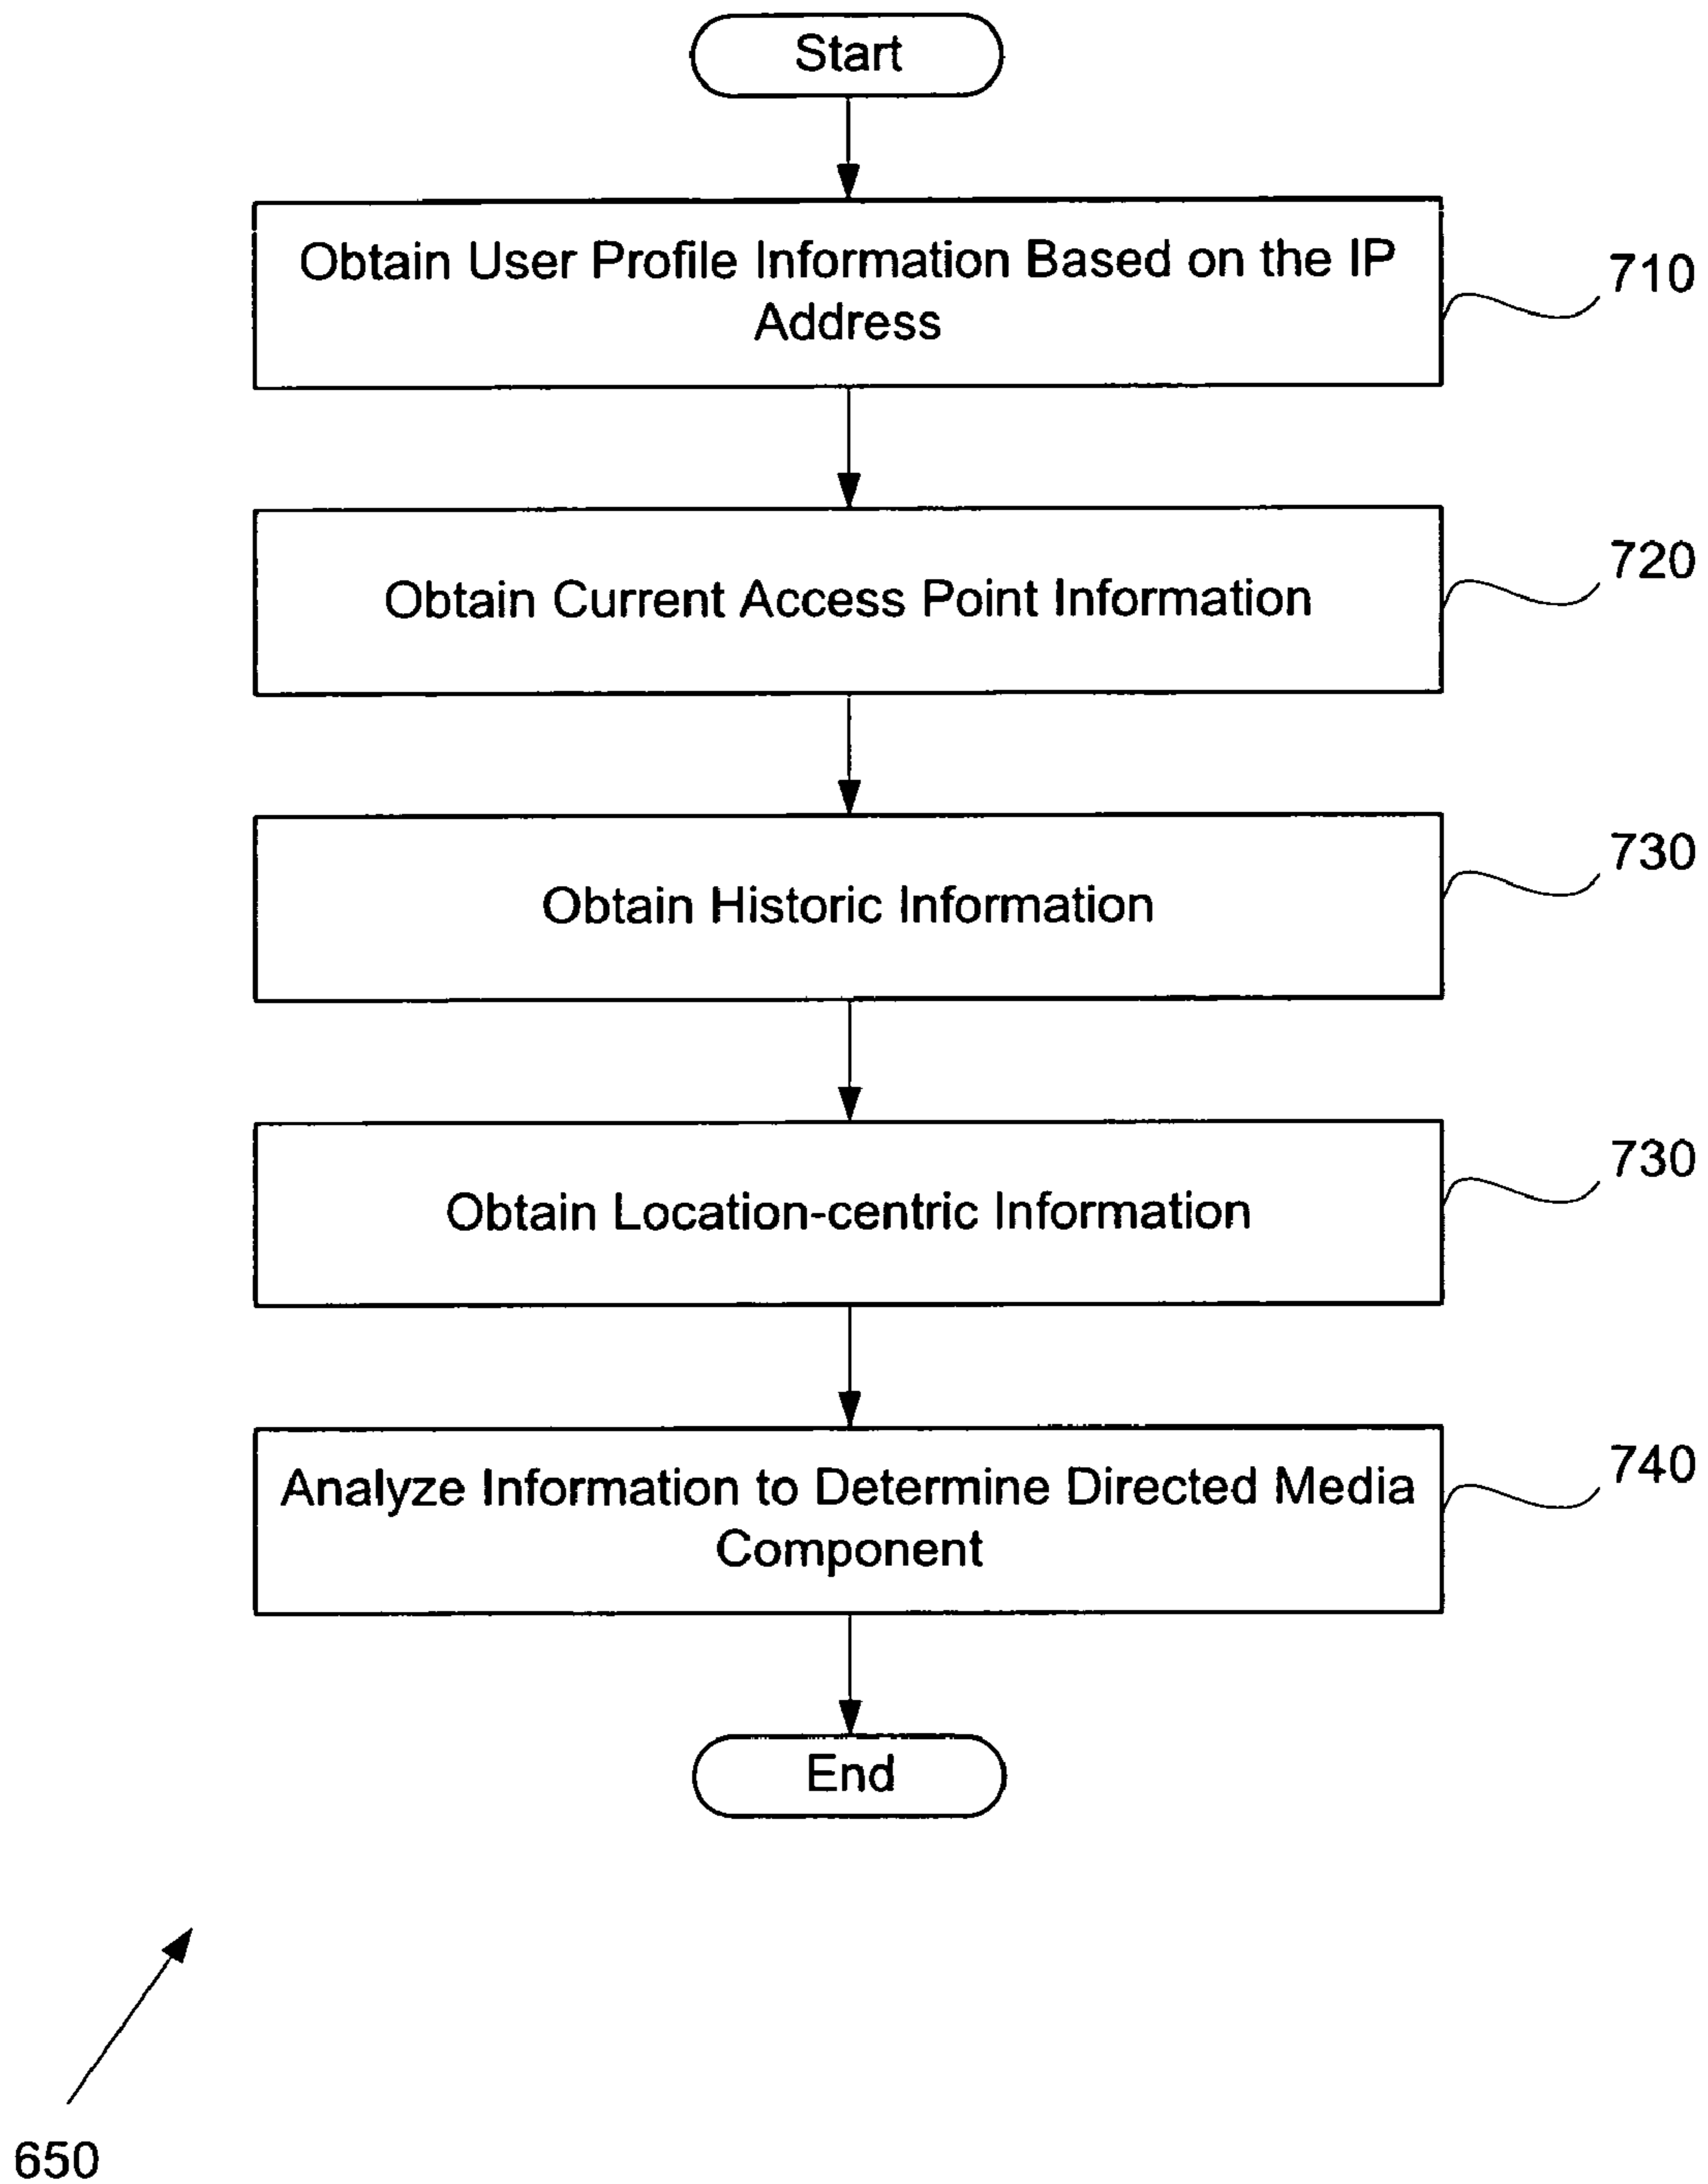 Start
Obtain User Profile Information Based on the IP
Address
710
Obtain Current Access Point Information
720
Obtain Historic Information
730
Obtain Location-centric Information
730
Analyze Information to Determine Directed Media
Component
740
End
650